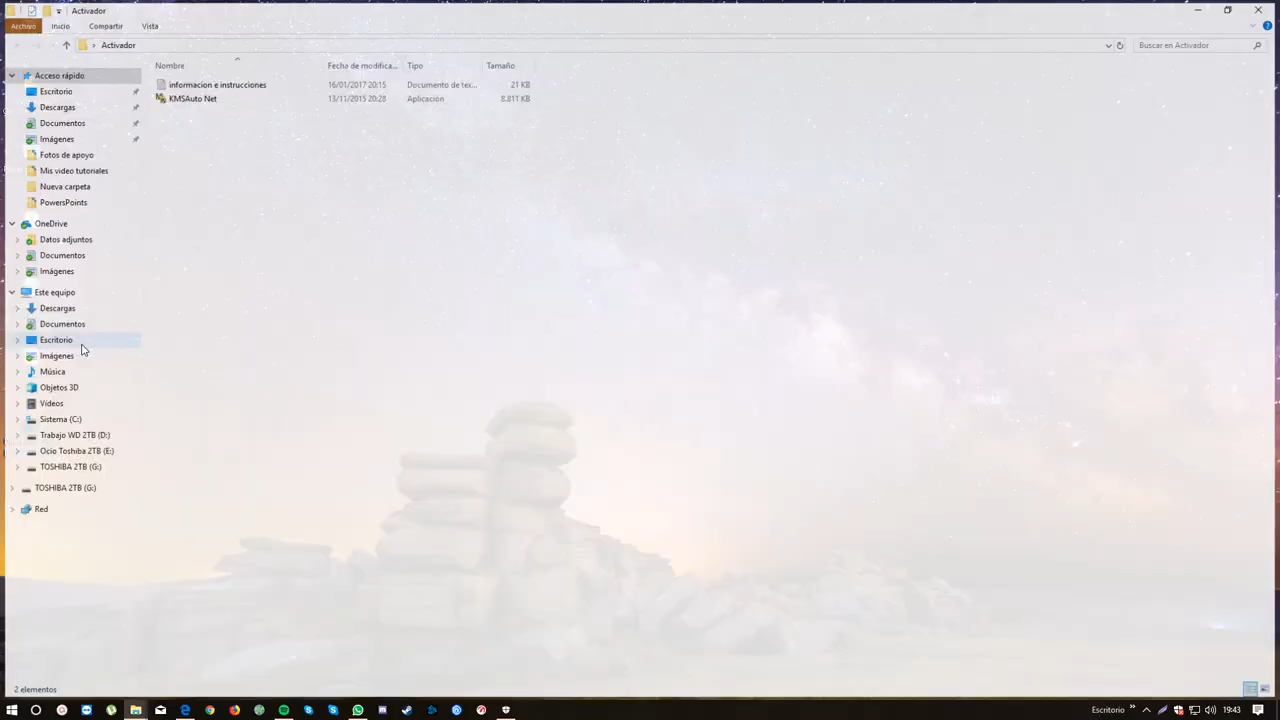 Activador
Archivo Inicio Compartir Vista
Activador Buscar en Activador
Nombre Fecha de modifica... Tipo Tamaño
Acceso rápido
informacion e instrucciones 16/01/2017 20:15 Documento de tex... 21 KB
Escritorio
KMSAuto Net 13/11/2015 20:28 Aplicación 8.811 KB
Descargas
Documentos
Imágenes
Fotos de apoyo
Mis video tutoriales
Nueva carpeta
PowersPoints
OneDrive
Datos adjuntos
Documentos
Imágenes
Este equipo
Descargas
Documentos
Escritorio
Imágenes
Música
Objetos 3D
Vídeos
Sistema (C:)
Trabajo WD 2TB (D:)
Ocio Toshiba 2TB (E:)
TOSHIBA 2TB (G:)
TOSHIBA 2TB (G:)
Red
2 elementos
Escritorio 19:43